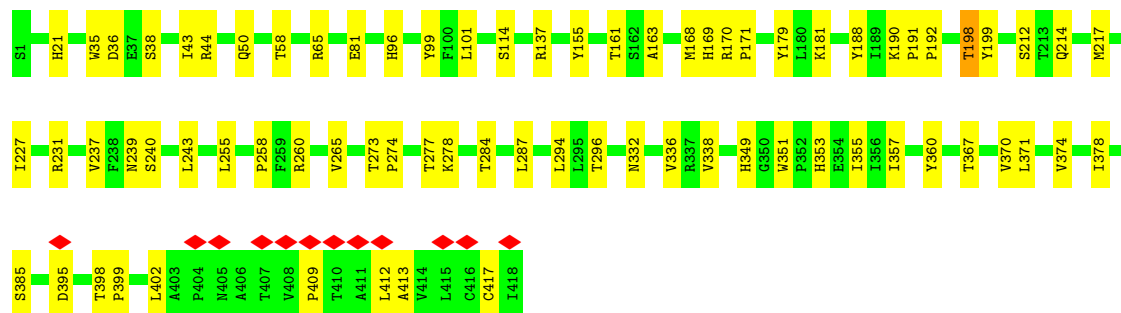 S1 H21 W35 D36 E37 S38 I43 R44 Q50 T58 R65 E81 H96 Y99 F100 L101 S114 R137 Y155 T161 S162 A163 M168 H169 R170 P171 Y179 L180 K181 Y188 I189 K190 P191 P192 T198 Y199 S212 T213 Q214 M217
I227 R231 V237 F238 N239 S240 L243 L255 P258 F259 R260 V265 T273 P274 T277 K278 T284 L287 L294 L295 T296 N332 V336 R337 V338 H349 G350 W351 P352 H353 E354 I355 I356 I357 Y360 T367 V370 L371 V374 I378
S385 D395 T398 P399 L402 A403 P404 N405 A406 T407 V408 P409 T410 A411 L412 A413 V414 L415 C416 C417 I418